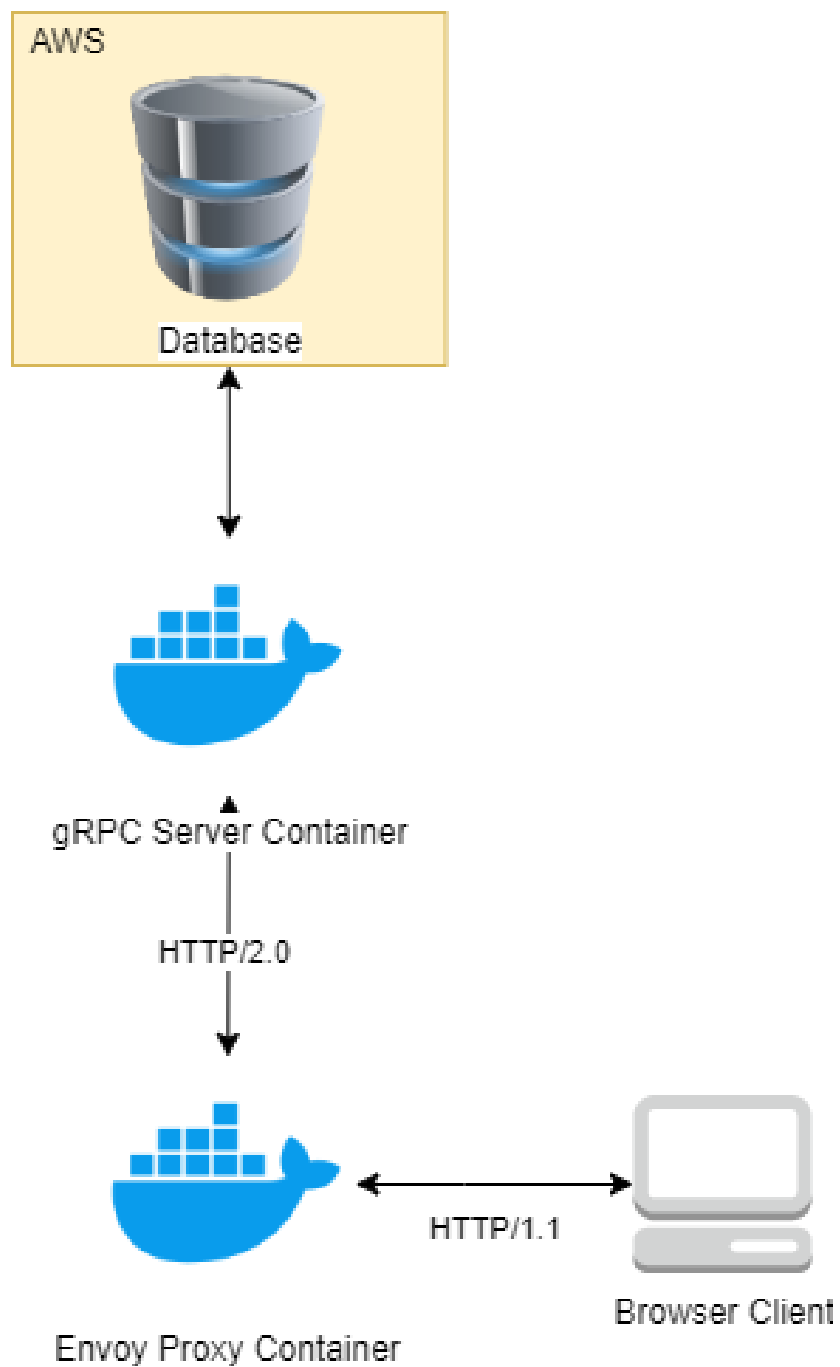 AWS
Database
gRPC Server Container
HTTP/2.0
HTTP/1.1
Browser Client
Envoy Proxy Container